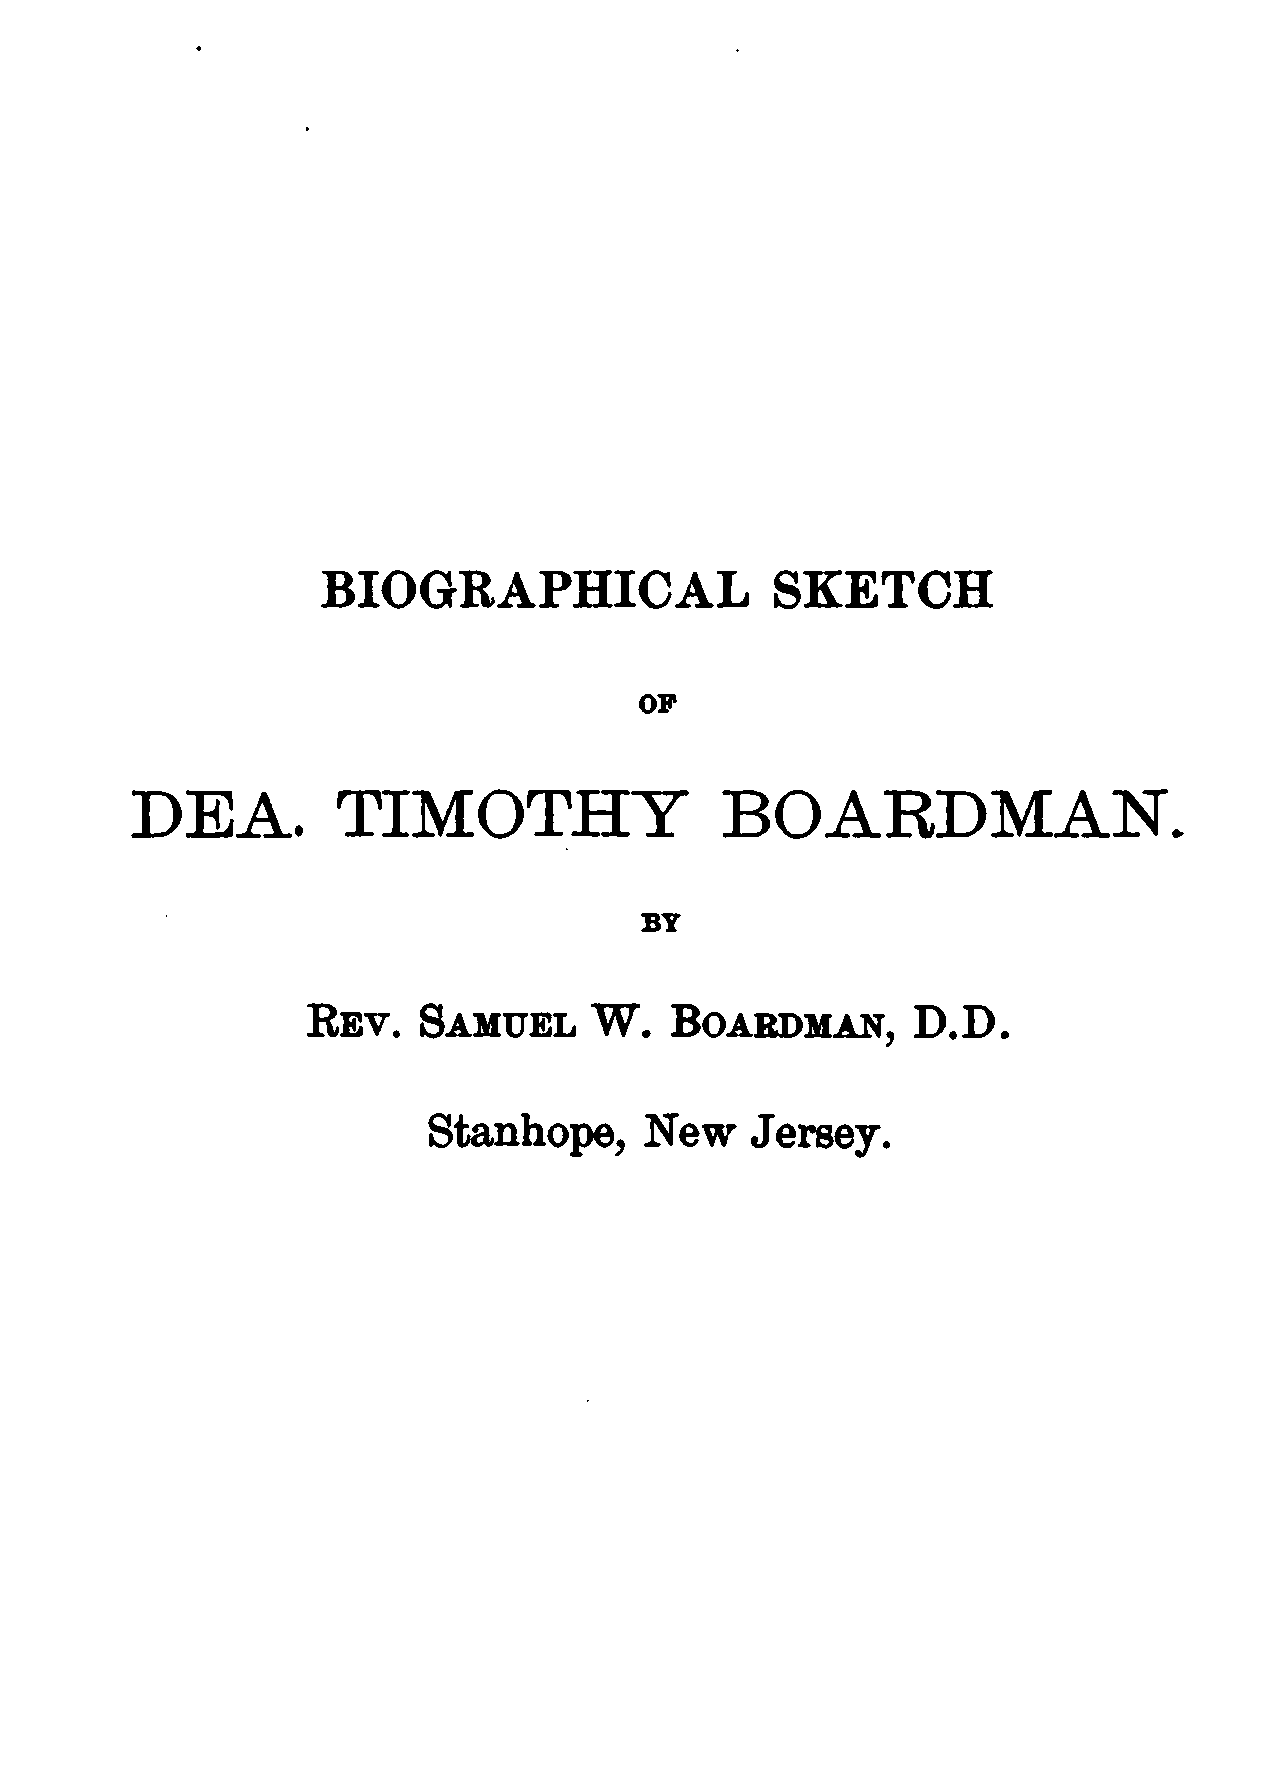 BIOGRAPHICAL SKETCH
OF
DEA. TIMOTHY BOARDMAN.
BY
REV. SAMUEL W. BOARDMAN, D.D.
Stanhope, New Jersey.